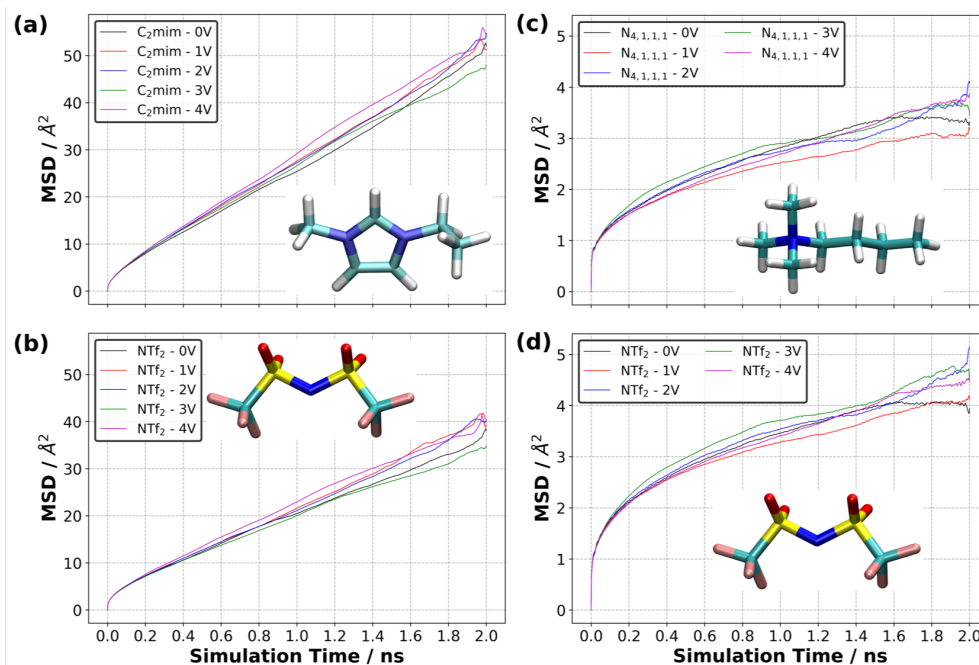 (a)
MSD / Å²
50
40
30
20
10
0
C₂mim - 0V
C₂mim - 1V
C₂mim - 2V
C₂mim - 3V
C₂mim - 4V
(b)
MSD / Å²
50
40
30
20
10
0
NTf₂ - 0V
NTf₂ - 1V
NTf₂ - 2V
NTf₂ - 3V
NTf₂ - 4V
0.0 0.2 0.4 0.6 0.8 1.0 1.2 1.4 1.6 1.8 2.0
Simulation Time / ns
(c)
MSD / Å²
5
4
3
2
1
0
N₄,₁,₁,₁ - 0V
N₄,₁,₁,₁ - 1V
N₄,₁,₁,₁ - 2V
N₄,₁,₁,₁ - 3V
N₄,₁,₁,₁ - 4V
(d)
MSD / Å²
5
4
3
2
1
0
NTf₂ - 0V
NTf₂ - 1V
NTf₂ - 2V
NTf₂ - 3V
NTf₂ - 4V
0.0 0.2 0.4 0.6 0.8 1.0 1.2 1.4 1.6 1.8 2.0
Simulation Time / ns